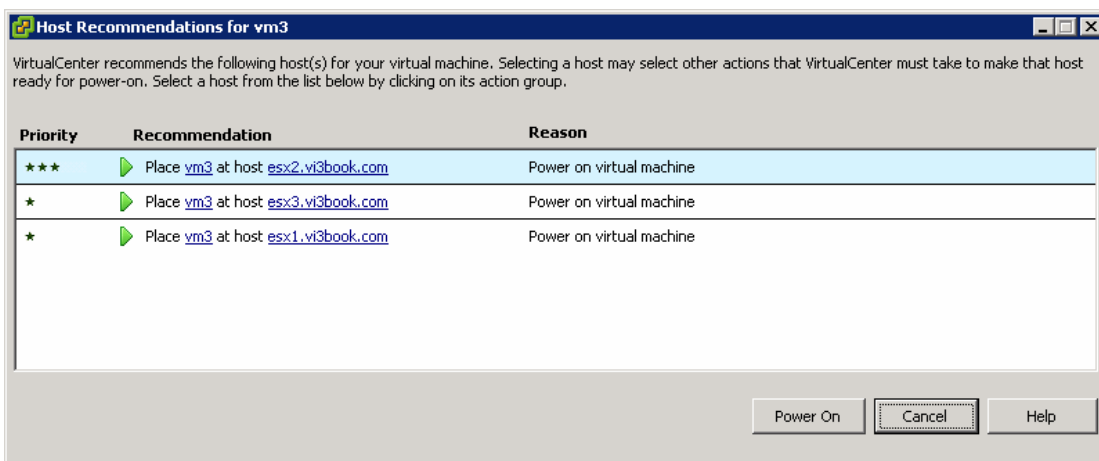 Host Recommendations for vm3
VirtualCenter recommends the following host(s) for your virtual machine. Selecting a host may select other actions that VirtualCenter must take to make that host
ready for power-on. Select a host from the list below by clicking on its action group.
Priority Recommendation Reason
★★★ Place vm3 at host esx2.vi3book.com Power on virtual machine
★ Place vm3 at host esx3.vi3book.com Power on virtual machine
★ Place vm3 at host esx1.vi3book.com Power on virtual machine
Power On Cancel Help